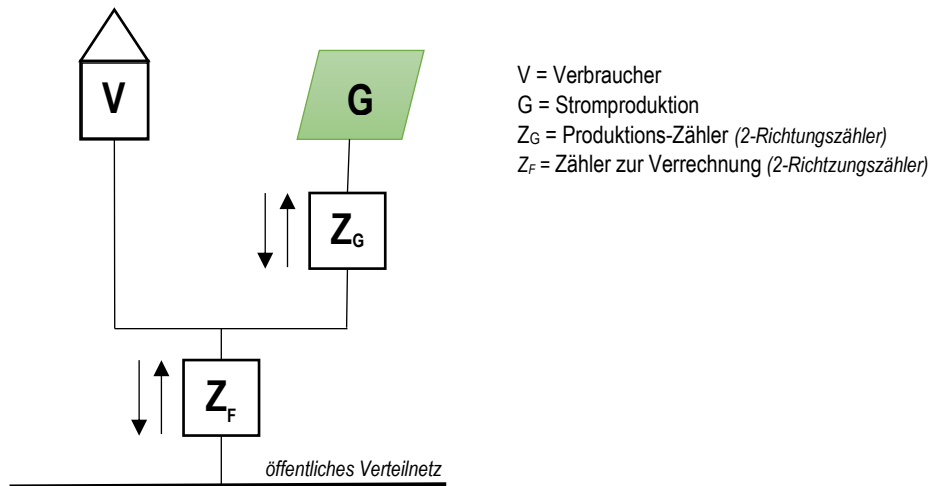 V
G
V = Verbraucher
G = Stromproduktion
ZG = Produktions-Zähler (2-Richtungszähler)
ZF = Zähler zur Verrechnung (2-Richtzungszähler)
ZG
ZF
öffentliches Verteilnetz